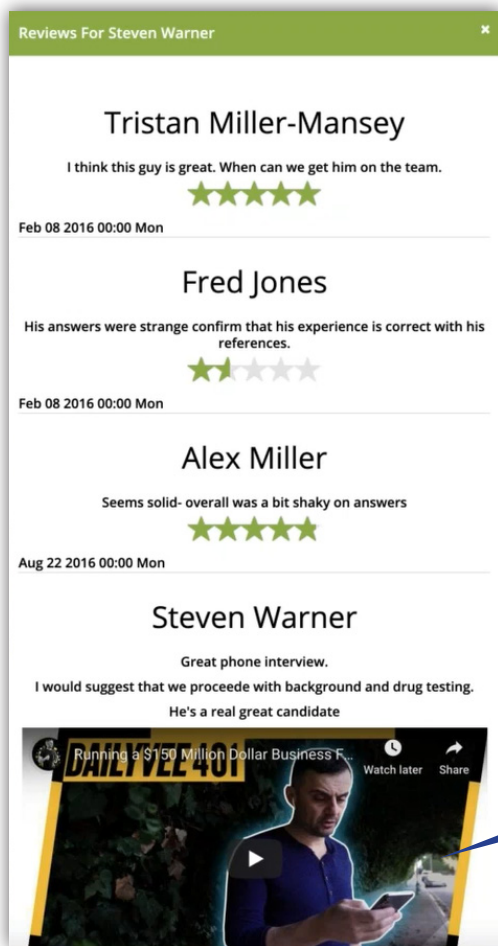 Reviews For Steven Warner
×
Tristan Miller-Mansey
I think this guy is great. When can we get him on the team.
Feb 08 2016 00:00 Mon
Fred Jones
His answers were strange confirm that his experience is correct with his
references.
Feb 08 2016 00:00 Mon
Alex Miller
Seems solid- overall was a bit shaky on answers
Aug 22 2016 00:00 Mon
Steven Warner
Great phone interview.
I would suggest that we proceede with background and drug testing.
He's a real great candidate
Running a $150 Million Dollar Business F...
Watch later
Share
DAILYVEE 401